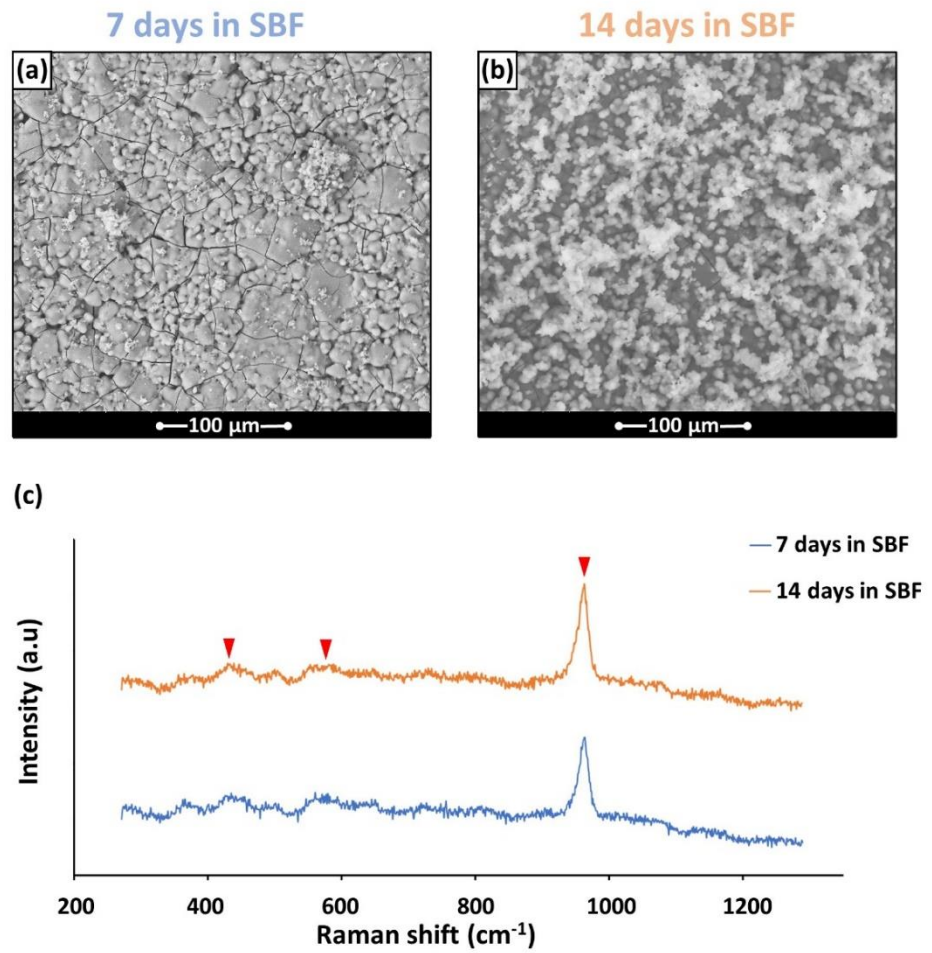 7 days in SBF
14 days in SBF
(a)
(b)
100 µm
100 µm
(c)
7 days in SBF
14 days in SBF
Intensity (a.u)
200 400 600 800 1000 1200
Raman shift (cm⁻¹)